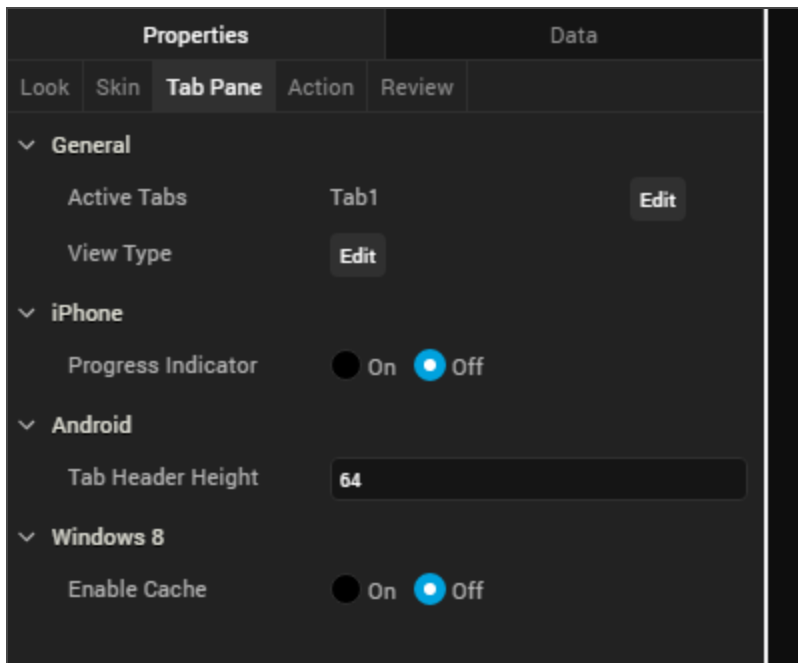 Properties Data
Look Skin Tab Pane Action Review
General
Active Tabs Tab1 Edit
View Type Edit
iPhone
Progress Indicator On Off
Android
Tab Header Height 64
Windows 8
Enable Cache On Off